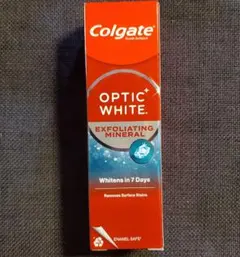 Colgate
OPTIC+
WHITE.
EXFOLIATING
MINERAL
Whitens in 7 Days
Removes Surface Stains
ENAMEL SAFE*